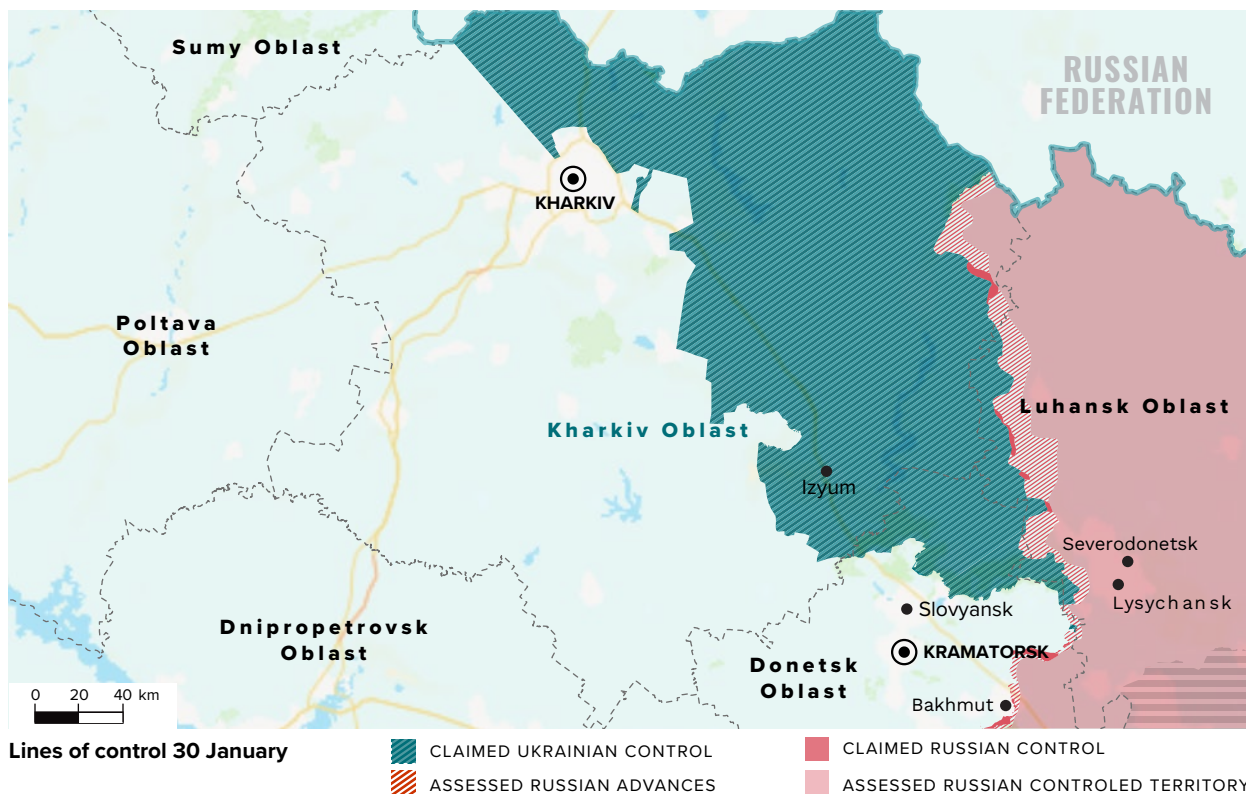 Sumy Oblast
RUSSIAN
FEDERATION
KHARKIV
Poltava
Oblast
Luhansk Oblast
Kharkiv Oblast
Izyum
Severodonetsk
Lysychansk
Slovyansk
Dnipropetrovsk
Oblast
KRAMATORSK
Donetsk
Oblast
Bakhmut
0 20 40 km
Lines of control 30 January
CLAIMED UKRAINIAN CONTROL
CLAIMED RUSSIAN CONTROL
ASSESSED RUSSIAN ADVANCES
ASSESSED RUSSIAN CONTROLED TERRITORY